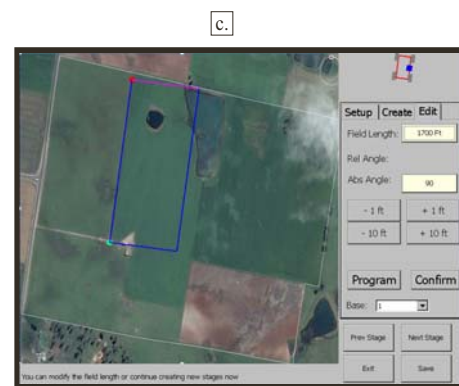 c.
Setup Create Edit
Field Length: 1700 Ft
Rel Angle:
Abs Angle: 90
- 1 ft + 1 ft
- 10 ft + 10 ft
Program Confirm
Base: 1
Prev Stage Next Stage
Exit Save
You can modify the field length or continue creating new stages now